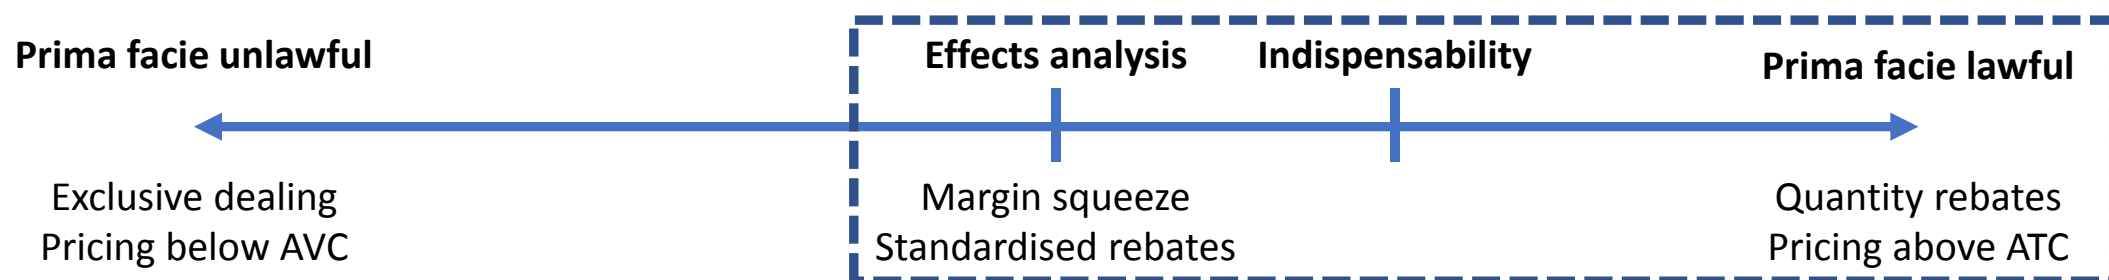 Prima facie unlawful
Effects analysis
Indispensability
Prima facie lawful
Exclusive dealing
Pricing below AVC
Margin squeeze
Standardised rebates
Quantity rebates
Pricing above ATC